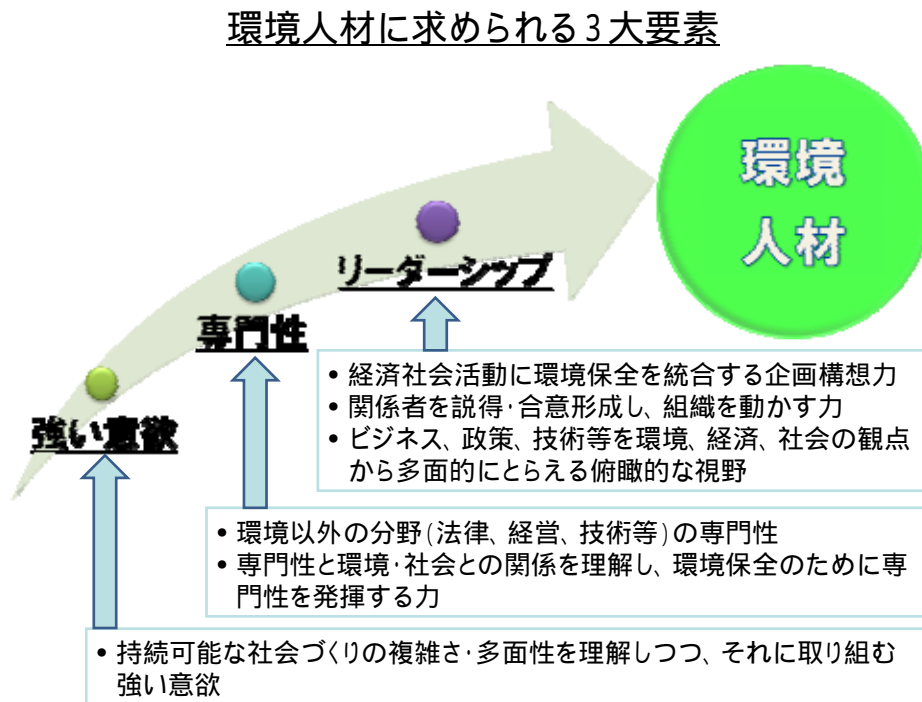 環境人材に求められる3大要素
環境
人材
リーダーシップ
専門性
強い意欲
• 経済社会活動に環境保全を統合する企画構想力
• 関係者を説得・合意形成し、組織を動かす力
• ビジネス、政策、技術等を環境、経済、社会の観点
から多面的にとらえる俯瞰的な視野
• 環境以外の分野(法律、経営、技術等)の専門性
• 専門性と環境・社会との関係を理解し、環境保全のために専
門性を発揮する力
• 持続可能な社会づくりの複雑さ・多面性を理解しつつ、それに取り組む
強い意欲